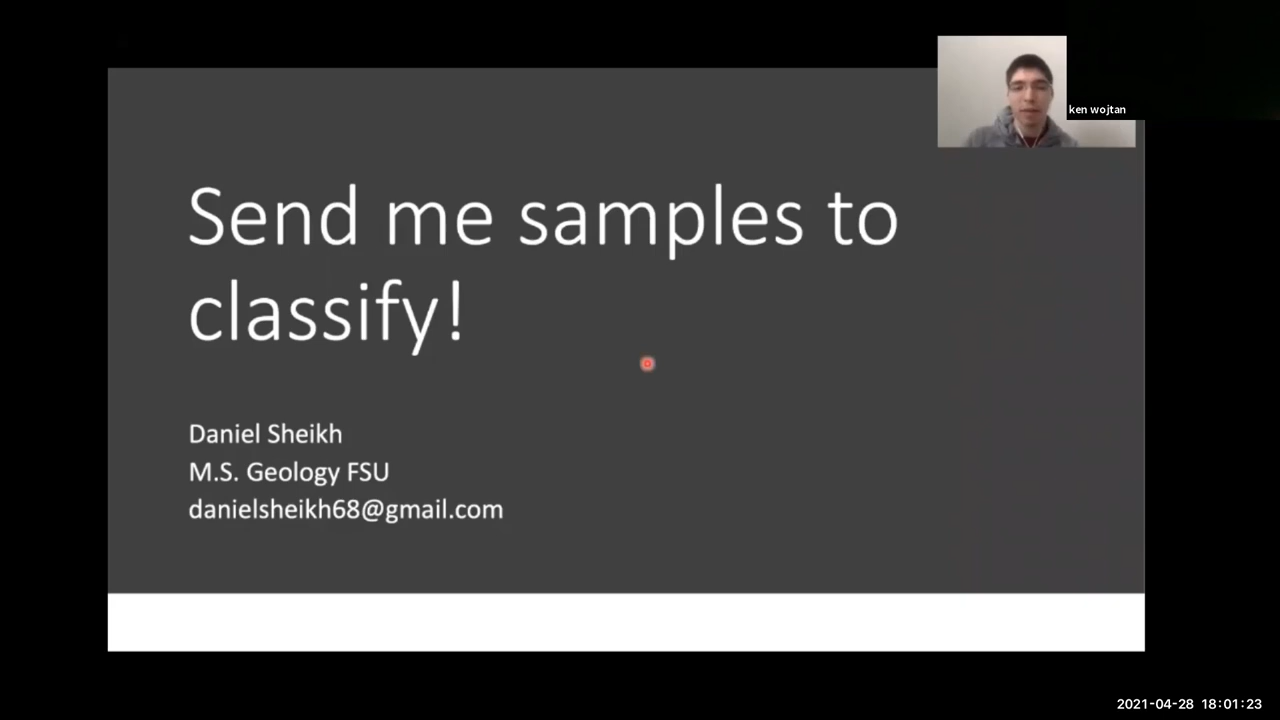 ken wojtan
Send me samples to
classify!
Daniel Sheikh
M.S. Geology FSU
danielsheikh68@gmail.com
2021-04-28 18:01:23